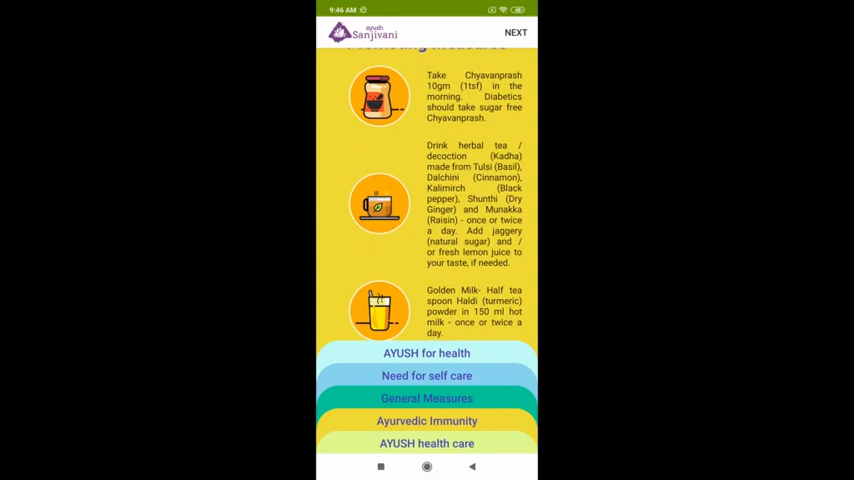 9:46 AM
ayush
Sanjivani
NEXT
Promoting Measures
Take Chyavanprash
10gm (1tsf) in the
morning. Diabetics
should take sugar free
Chyavanprash.
Drink herbal tea /
decoction (Kadha)
made from Tulsi (Basil),
Dalchini (Cinnamon),
Kalimirch (Black
pepper), Shunthi (Dry
Ginger) and Munakka
(Raisin) - once or twice
a day. Add jaggery
(natural sugar) and /
or fresh lemon juice to
your taste, if needed.
Golden Milk- Half tea
spoon Haldi (turmeric)
powder in 150 ml hot
milk - once or twice a
day.
AYUSH for health
Need for self care
General Measures
Ayurvedic Immunity
AYUSH health care